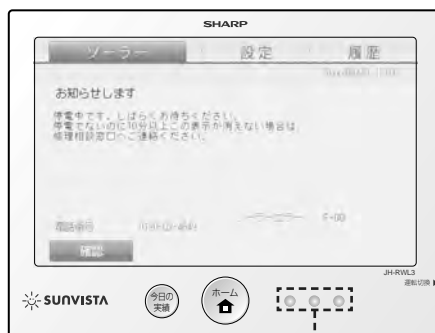 SHARP
ソーラー 設定 履歴
お知らせします
停電中です。しばらくお待ちください。
停電でないのに10分以上この表示が消えない場合は
修理相談窓口へご連絡ください。
電話番号
E-00
確認
JH-RWL3
運転切換
SUNVISTA
今日の
実績
ホーム